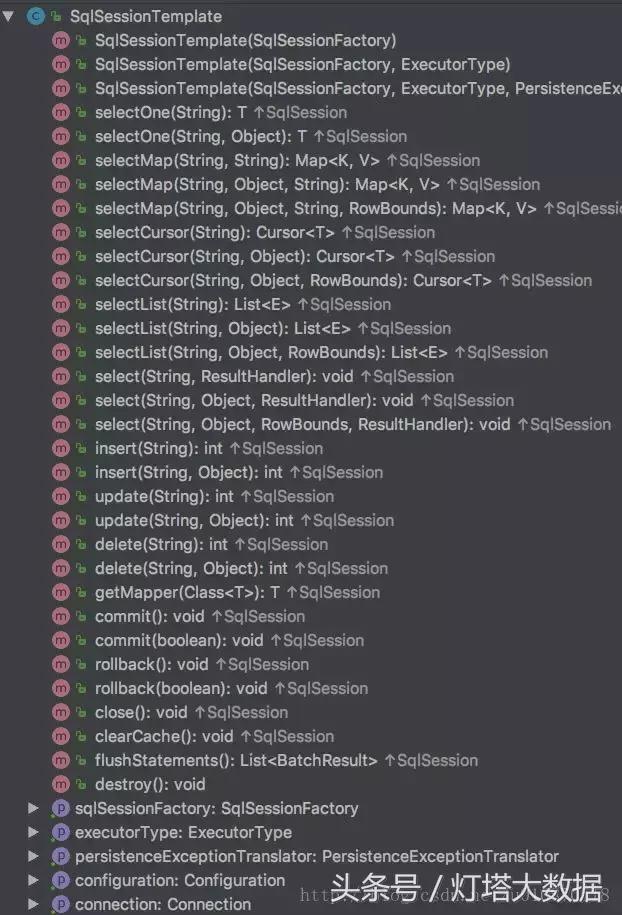 SqlSessionTemplate
SqlSessionTemplate(SqlSessionFactory)
SqlSessionTemplate(SqlSessionFactory, ExecutorType)
SqlSessionTemplate(SqlSessionFactory, ExecutorType, PersistenceEx
selectOne(String): T ↑SqlSession
selectOne(String, Object): T ↑SqlSession
selectMap(String, String): Map<K, V> ↑SqlSession
selectMap(String, Object, String): Map<K, V> ↑SqlSession
selectMap(String, Object, String, RowBounds): Map<K, V> ↑SqlSessi
selectCursor(String): Cursor<T> ↑SqlSession
selectCursor(String, Object): Cursor<T> ↑SqlSession
selectCursor(String, Object, RowBounds): Cursor<T> ↑SqlSession
selectList(String): List<E> ↑SqlSession
selectList(String, Object): List<E> ↑SqlSession
selectList(String, Object, RowBounds): List<E> ↑SqlSession
select(String, ResultHandler): void ↑SqlSession
select(String, Object, ResultHandler): void ↑SqlSession
select(String, Object, RowBounds, ResultHandler): void ↑SqlSession
insert(String): int ↑SqlSession
insert(String, Object): int ↑SqlSession
update(String): int ↑SqlSession
update(String, Object): int ↑SqlSession
delete(String): int ↑SqlSession
delete(String, Object): int ↑SqlSession
getMapper(Class<T>): T ↑SqlSession
commit(): void ↑SqlSession
commit(boolean): void ↑SqlSession
rollback(): void ↑SqlSession
rollback(boolean): void ↑SqlSession
close(): void ↑SqlSession
clearCache(): void ↑SqlSession
flushStatements(): List<BatchResult> ↑SqlSession
destroy(): void
sqlSessionFactory: SqlSessionFactory
executorType: ExecutorType
persistenceExceptionTranslator: PersistenceExceptionTranslator
configuration: Configuration
connection: Connection
头条号 / 灯塔大数据